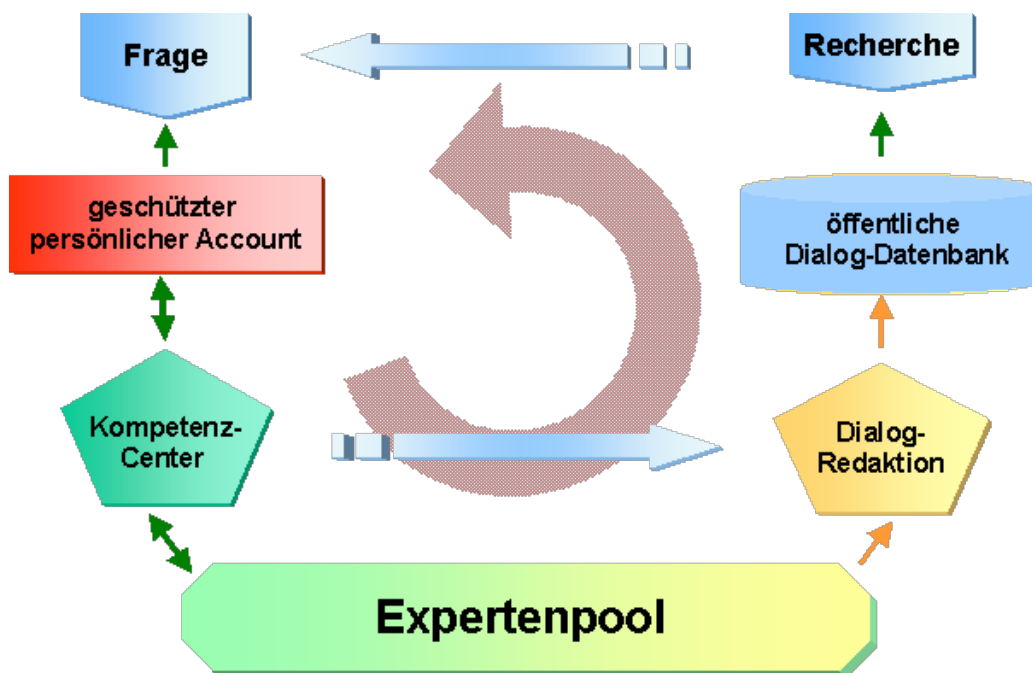 Frage
Recherche
geschützter
persönlicher Account
öffentliche
Dialog-Datenbank
Kompetenz-
Center
Dialog-
Redaktion
Expertenpool